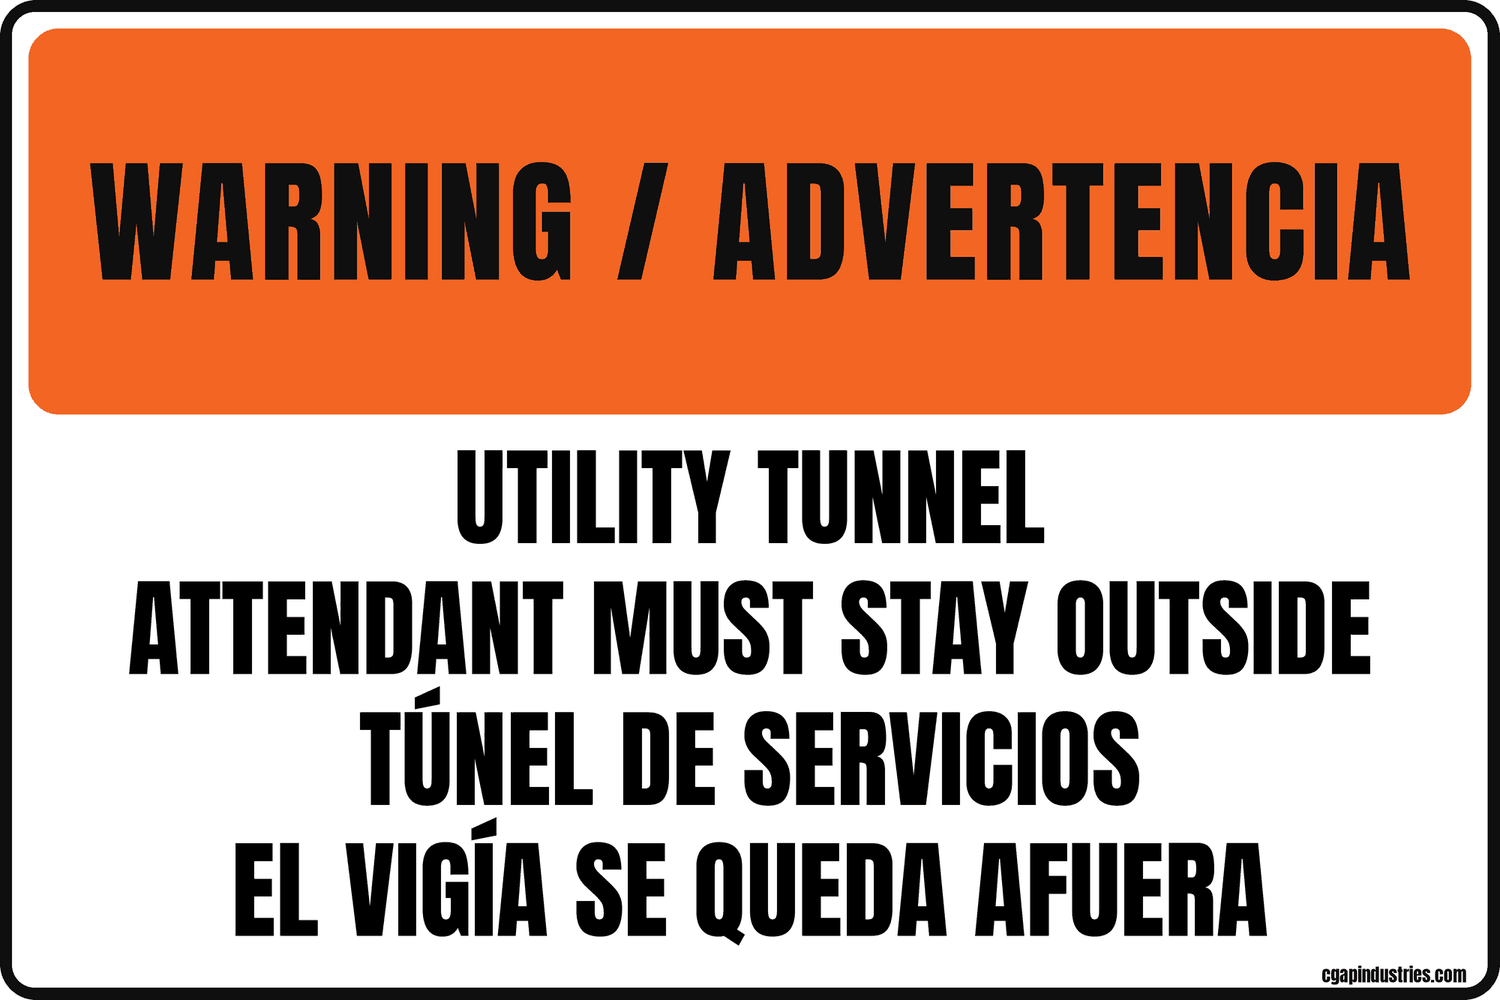 WARNING / ADVERTENCIA
UTILITY TUNNEL
ATTENDANT MUST STAY OUTSIDE
TÚNEL DE SERVICIOS
EL VIGÍA SE QUEDA AFUERA
cgapindustries.com